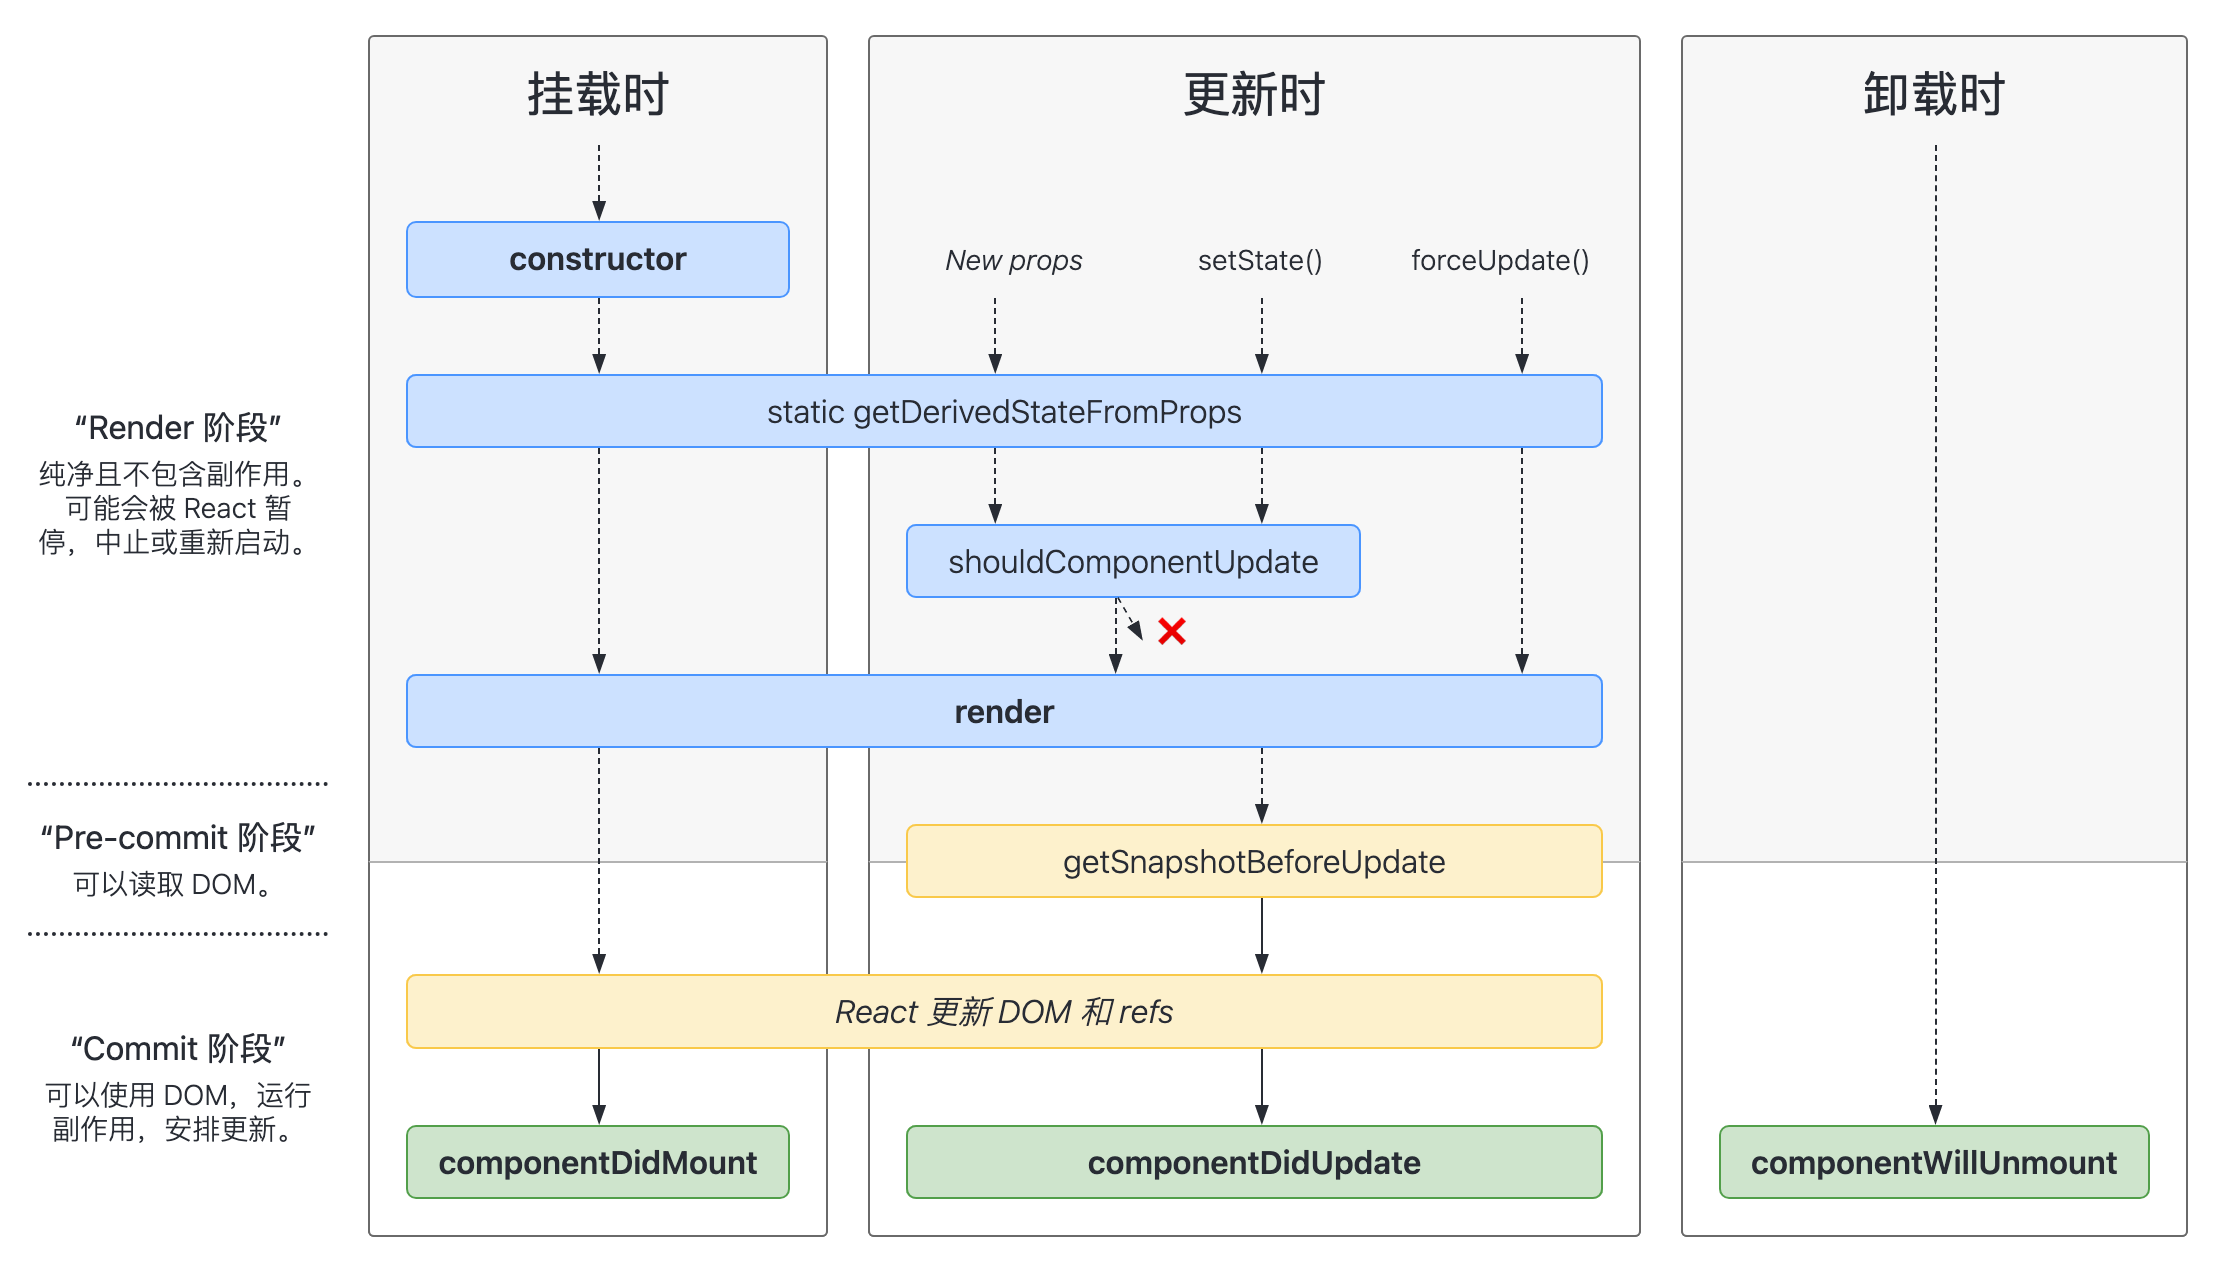 挂载时
更新时
卸载时
constructor
New props
setState()
forceUpdate()
static getDerivedStateFromProps
“Render 阶段”
纯净且不包含副作用。
可能会被 React 暂
停，中止或重新启动。
shouldComponentUpdate
render
“Pre-commit 阶段”
可以读取 DOM。
getSnapshotBeforeUpdate
React 更新 DOM 和 refs
“Commit 阶段”
可以使用 DOM，运行
副作用，安排更新。
componentDidMount
componentDidUpdate
componentWillUnmount